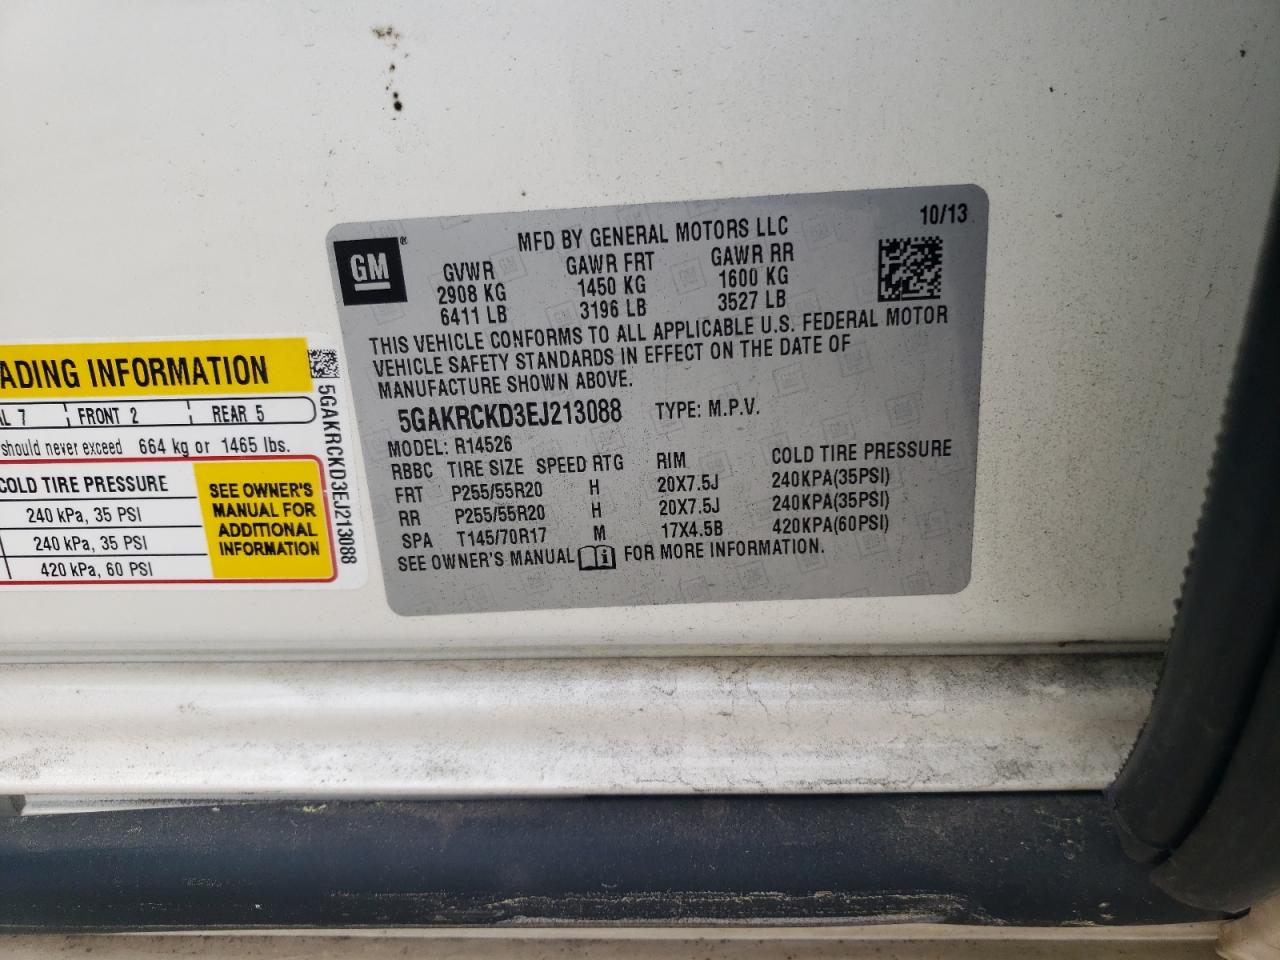 10/13
MFD BY GENERAL MOTORS LLC
GM ®
GVWR GAWR FRT GAWR RR
2908 KG 1450 KG 1600 KG
6411 LB 3196 LB 3527 LB
THIS VEHICLE CONFORMS TO ALL APPLICABLE U.S. FEDERAL MOTOR
VEHICLE SAFETY STANDARDS IN EFFECT ON THE DATE OF
MANUFACTURE SHOWN ABOVE.
5GAKRCKD3EJ213088 TYPE: M.P.V.
MODEL: R14526
RBBC TIRE SIZE SPEED RTG RIM COLD TIRE PRESSURE
FRT P255/55R20 H 20X7.5J 240KPA(35PSI)
RR P255/55R20 H 20X7.5J 240KPA(35PSI)
SPA T145/70R17 M 17X4.5B 420KPA(60PSI)
SEE OWNER'S MANUAL i FOR MORE INFORMATION.
ADING INFORMATION
AL 7 FRONT 2 REAR 5
should never exceed 664 kg or 1465 lbs.
COLD TIRE PRESSURE
240 kPa, 35 PSI
240 kPa, 35 PSI
420 kPa, 60 PSI
SEE OWNER'S
MANUAL FOR
ADDITIONAL
INFORMATION
5GAKRCKD3EJ213088